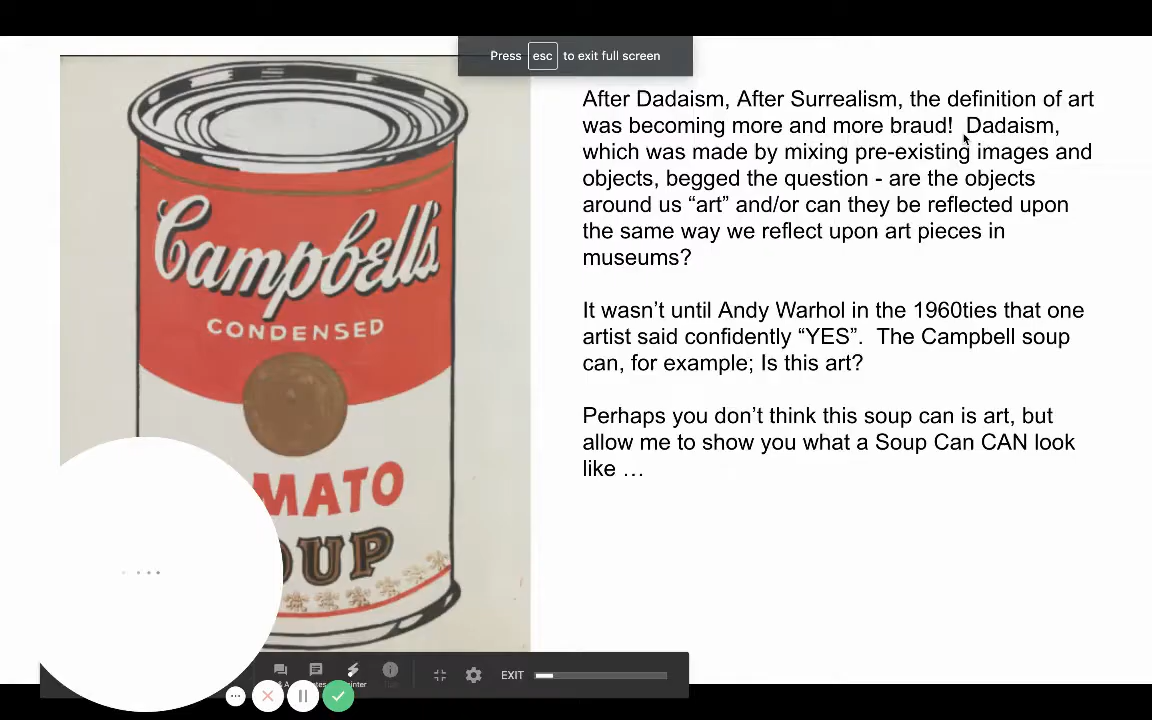 Press esc to exit full screen
After Dadaism, After Surrealism, the definition of art
was becoming more and more braud!  Dadaism,
which was made by mixing pre-existing images and
objects, begged the question - are the objects
around us “art” and/or can they be reflected upon
the same way we reflect upon art pieces in
museums?
It wasn’t until Andy Warhol in the 1960ties that one
artist said confidently “YES”.  The Campbell soup
can, for example; Is this art?
Perhaps you don’t think this soup can is art, but
allow me to show you what a Soup Can CAN look
like …
Campbell's
CONDENSED
MATO
OUP
EXIT